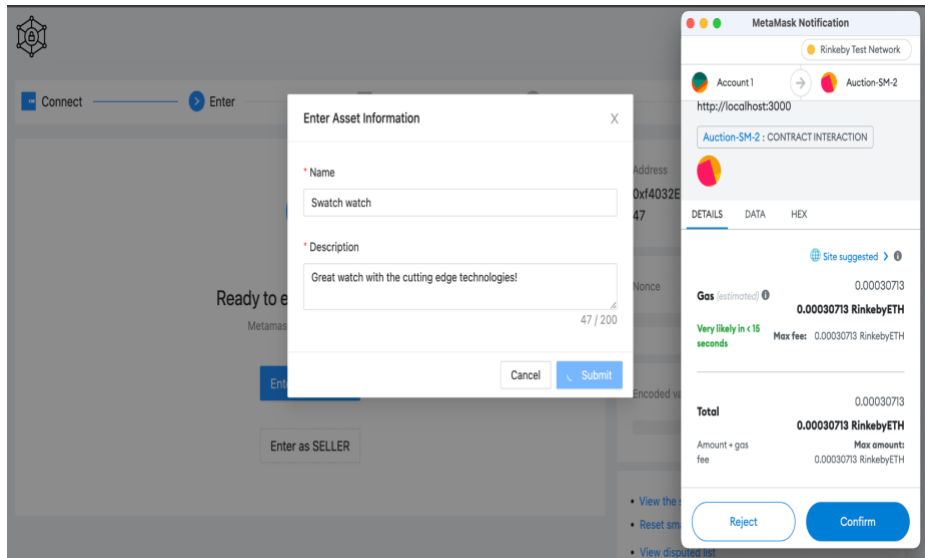 Connect
Enter
Ready to e
Metamas
Ent
Enter as SELLER
Enter Asset Information
X
* Name
Swatch watch
* Description
Great watch with the cutting edge technologies!
47 / 200
Cancel
Submit
Address
0xf4032E
47
Nonce
Encoded va
• View the s
• Reset sma
• View disputed list
MetaMask Notification
Rinkeby Test Network
Account 1
Auction-SM-2
http://localhost:3000
Auction-SM-2 : CONTRACT INTERACTION
DETAILS DATA HEX
Site suggested >
Gas (estimated)
0.00030713
0.00030713 RinkebyETH
Very likely in < 15
seconds
Max fee: 0.00030713 RinkebyETH
Total
0.00030713
0.00030713 RinkebyETH
Amount + gas
fee
Max amount:
0.00030713 RinkebyETH
Reject
Confirm